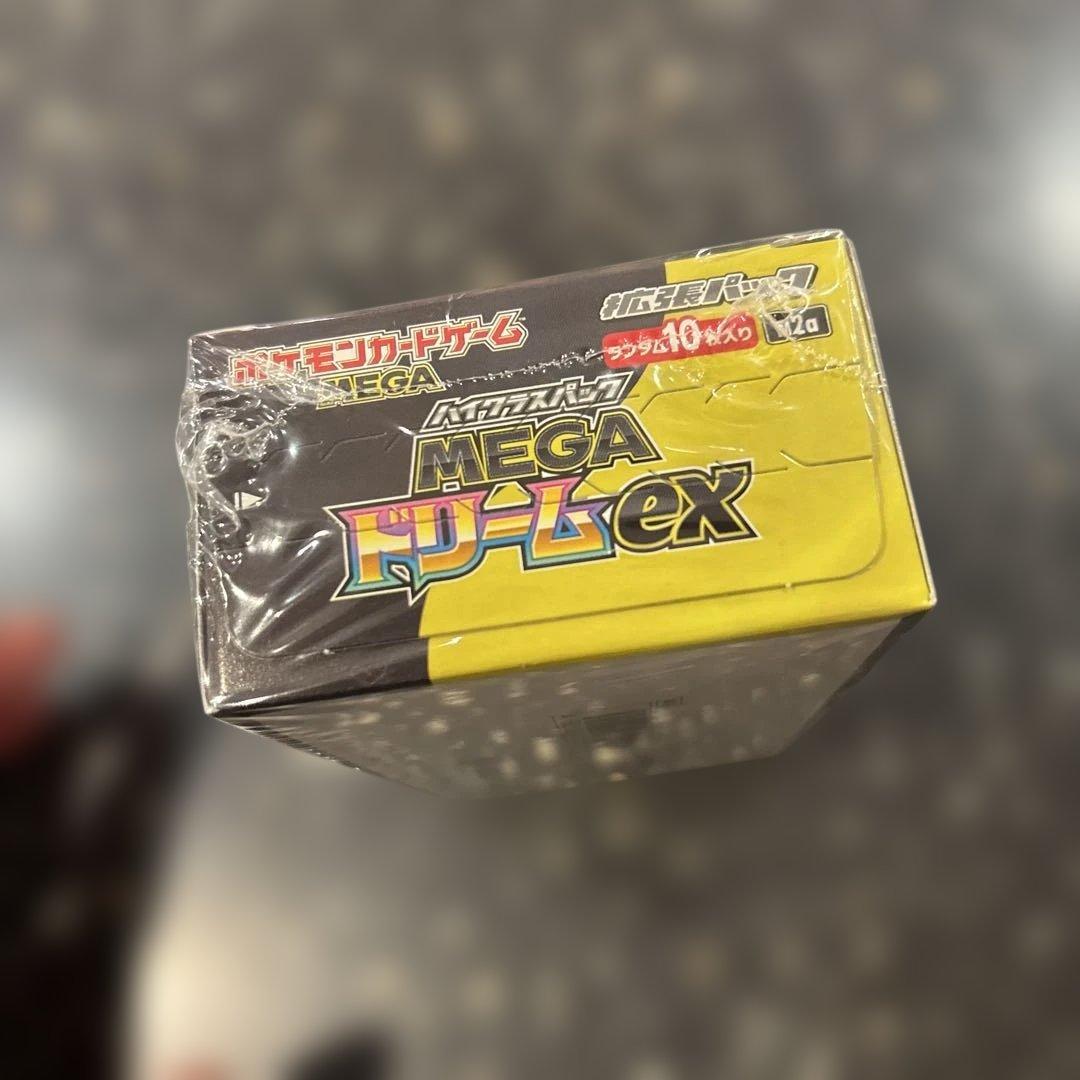 拡張パック
ポケモンカードゲーム
ランダム10枚入り
M2a
MEGA
ハイクラスパック
MEGA
ドリームex